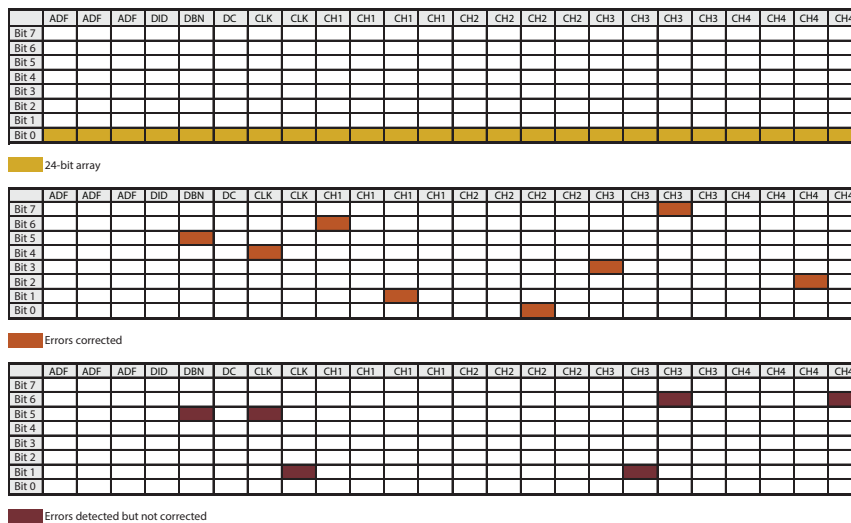 ADF ADF ADF DID DBN DC CLK CLK CH1 CH1 CH1 CH1 CH2 CH2 CH2 CH2 CH3 CH3 CH3 CH3 CH4 CH4 CH4 CH4
Bit 7
Bit 6
Bit 5
Bit 4
Bit 3
Bit 2
Bit 1
Bit 0
24-bit array
ADF ADF ADF DID DBN DC CLK CLK CH1 CH1 CH1 CH1 CH2 CH2 CH2 CH2 CH3 CH3 CH3 CH3 CH4 CH4 CH4 CH4
Bit 7
Bit 6
Bit 5
Bit 4
Bit 3
Bit 2
Bit 1
Bit 0
Errors corrected
ADF ADF ADF DID DBN DC CLK CLK CH1 CH1 CH1 CH1 CH2 CH2 CH2 CH2 CH3 CH3 CH3 CH3 CH4 CH4 CH4 CH4
Bit 7
Bit 6
Bit 5
Bit 4
Bit 3
Bit 2
Bit 1
Bit 0
Errors detected but not corrected